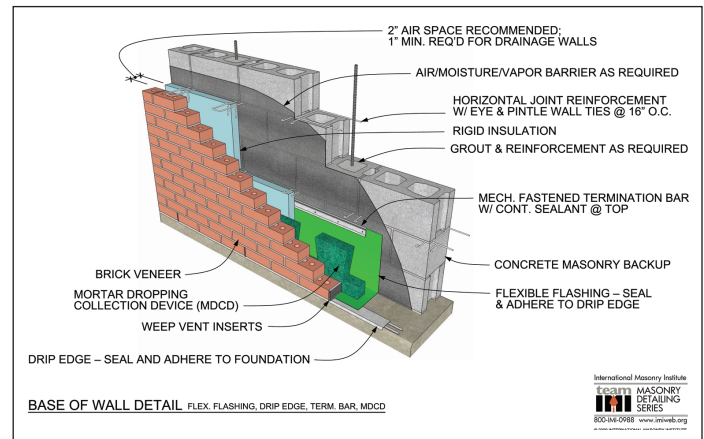 2" AIR SPACE RECOMMENDED;
1" MIN. REQ'D FOR DRAINAGE WALLS
AIR/MOISTURE/VAPOR BARRIER AS REQUIRED
HORIZONTAL JOINT REINFORCEMENT
W/ EYE & PINTLE WALL TIES @ 16" O.C.
RIGID INSULATION
GROUT & REINFORCEMENT AS REQUIRED
MECH. FASTENED TERMINATION BAR
W/ CONT. SEALANT @ TOP
CONCRETE MASONRY BACKUP
BRICK VENEER
FLEXIBLE FLASHING – SEAL
& ADHERE TO DRIP EDGE
MORTAR DROPPING
COLLECTION DEVICE (MDCD)
WEEP VENT INSERTS
DRIP EDGE – SEAL AND ADHERE TO FOUNDATION
BASE OF WALL DETAIL FLEX. FLASHING, DRIP EDGE, TERM. BAR, MDCD
International Masonry Institute
team MASONRY
DETAILING
SERIES
800-IMI-0988 www.imiweb.org
INTERNATIONAL MASONRY INSTITUTE